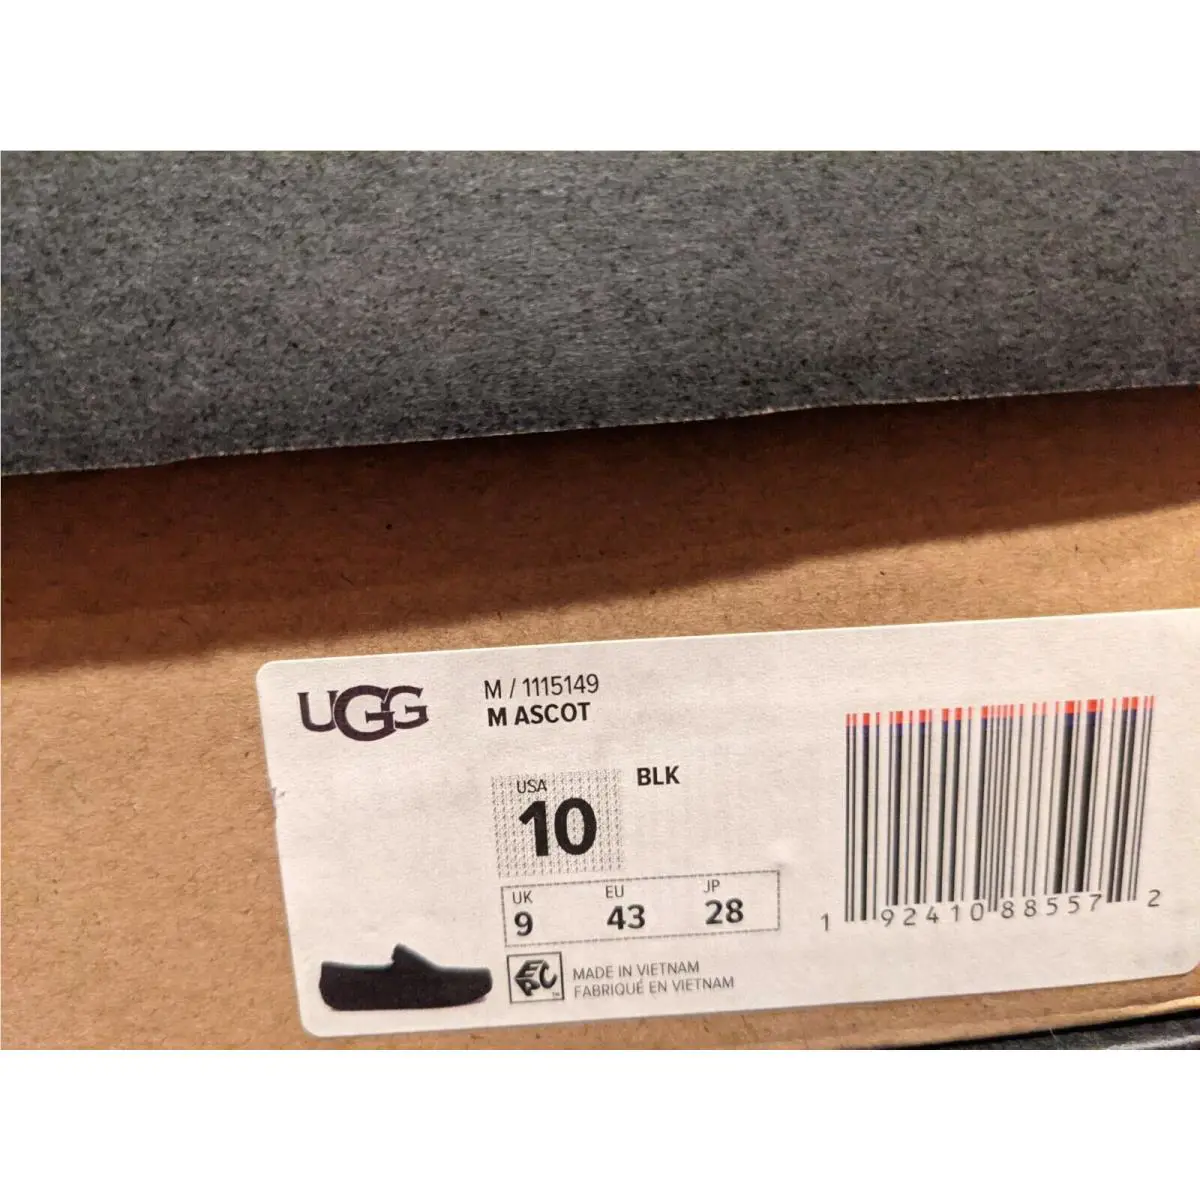 UGG
M / 1115149
M ASCOT
USA
10
BLK
UK EU JP
9 43 28
EPC™
MADE IN VIETNAM
FABRIQUÉ EN VIETNAM
1 92410 88557 2